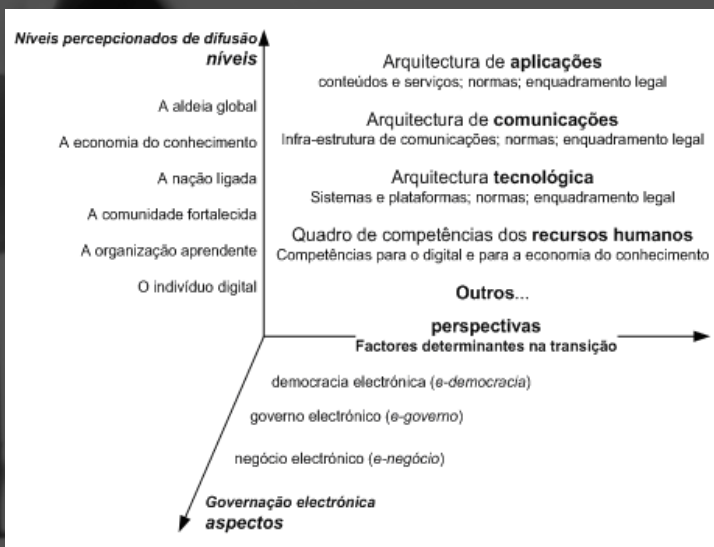 Níveis percepcionados de difusão
níveis
A aldeia global
A economia do conhecimento
A nação ligada
A comunidade fortalecida
A organização aprendente
O indivíduo digital
Arquitectura de aplicações
conteúdos e serviços; normas; enquadramento legal
Arquitectura de comunicações
Infra-estrutura de comunicações; normas; enquadramento legal
Arquitectura tecnológica
Sistemas e plataformas; normas; enquadramento legal
Quadro de competências dos recursos humanos
Competências para o digital e para a economia do conhecimento
Outros...
perspectivas
Factores determinantes na transição
democracia electrónica (e-democracia)
governo electrónico (e-governo)
negócio electrónico (e-negócio)
Governação electrónica
aspectos